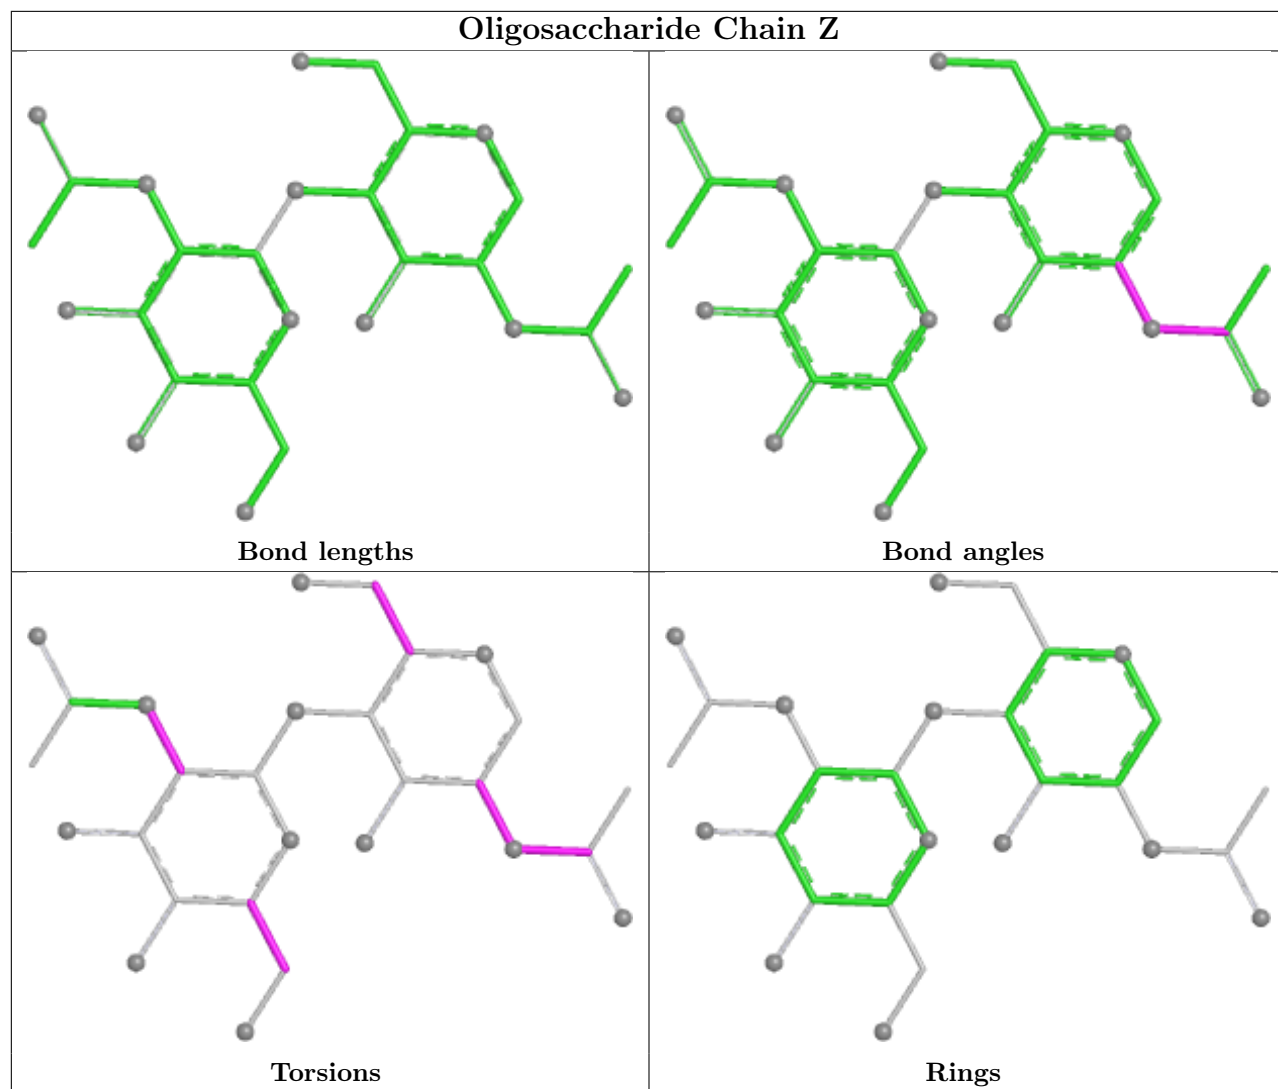 Oligosaccharide Chain Z
Bond lengths
Bond angles
Torsions
Rings